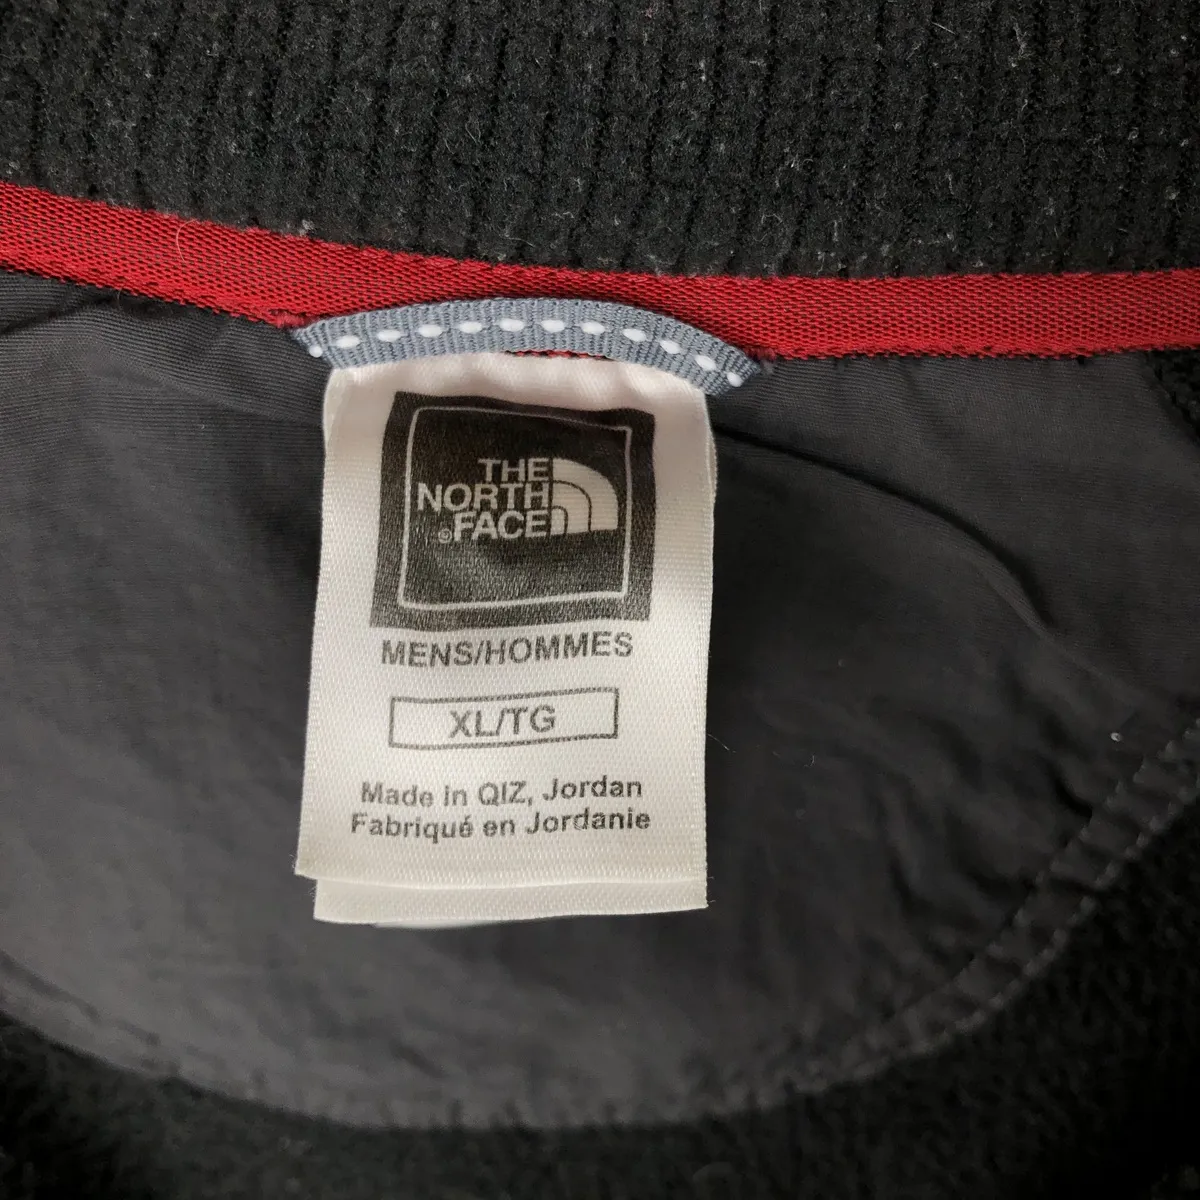 THE
NORTH
FACE
MENS/HOMMES
XL/TG
Made in QIZ, Jordan
Fabriqué en Jordanie